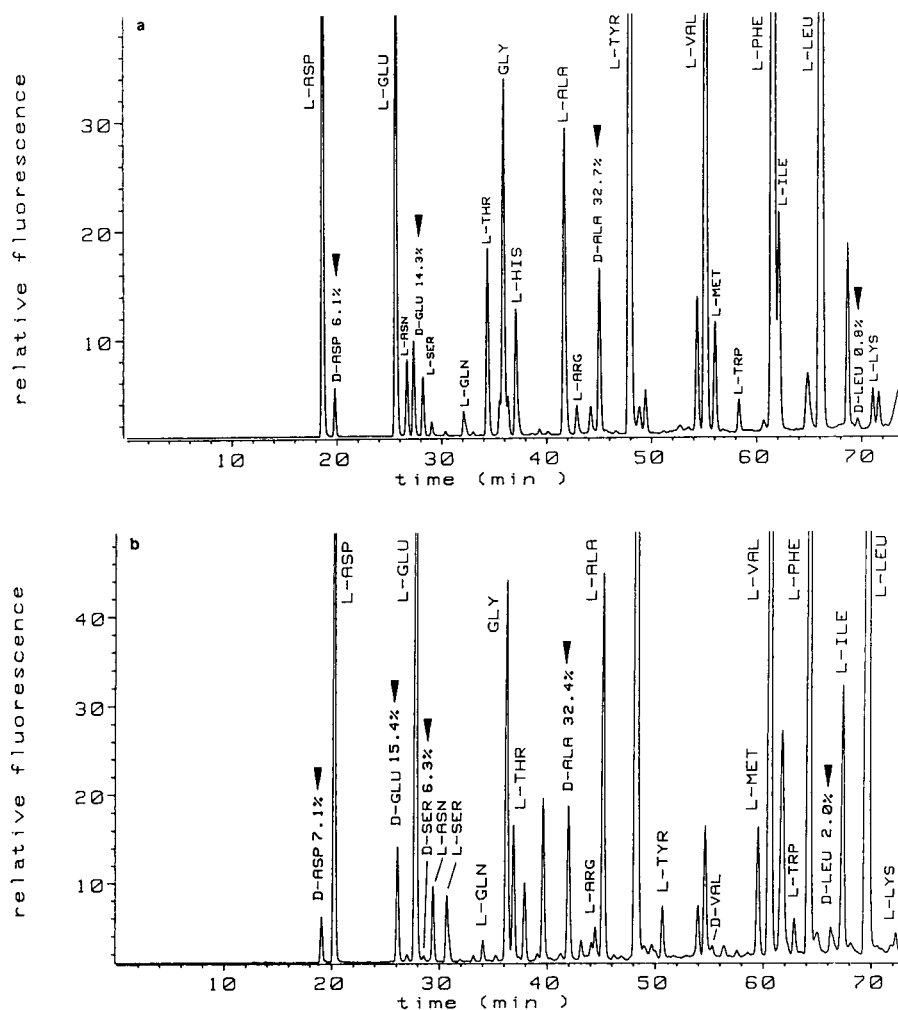 a
relative fluorescence
30
20
10
L-ASP
D-ASP 6.1%
L-GLU
L-ASN
D-GLU 14.3%
L-SER
L-GLN
L-THR
GLY
L-HIS
L-ALA
L-ARG
D-ALA 32.7%
L-TYR
L-VAL
L-MET
L-TRP
L-PHE
L-ILE
L-LEU
D-LEU 0.8%
L-LYS
10 20 30 40 50 60 70
time (min )
b
relative fluorescence
40
30
20
10
D-ASP 7.1%
L-ASP
D-GLU 15.4%
L-GLU
D-SER 6.3%
L-ASN
L-SER
L-GLN
GLY
L-THR
D-ALA 32.4%
L-ARG
L-ALA
L-TYR
D-VAL
L-MET
L-VAL
L-TRP
L-PHE
D-LEU 2.0%
L-ILE
L-LEU
L-LYS
10 20 30 40 50 60 70
time (min )